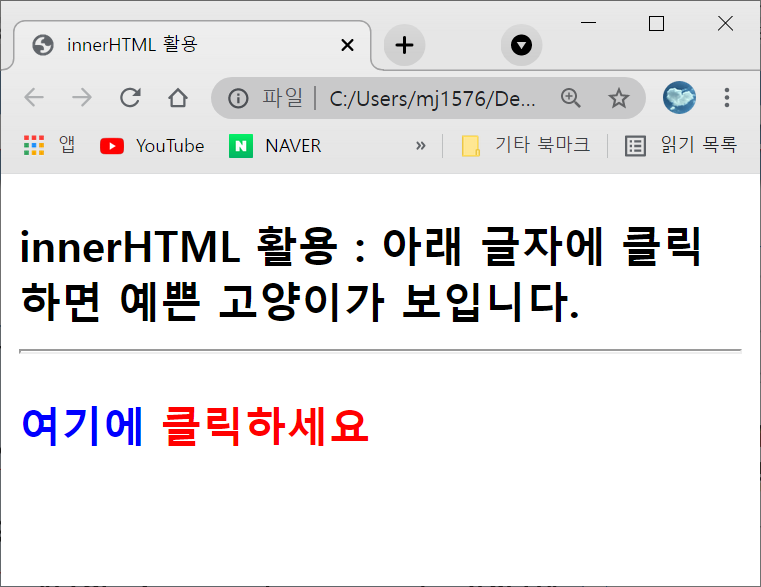 innerHTML 활용
파일 | C:/Users/mj1576/De...
앱 YouTube NAVER » 기타 북마크 읽기 목록
innerHTML 활용 : 아래 글자에 클릭
하면 예쁜 고양이가 보입니다.
여기에 클릭하세요